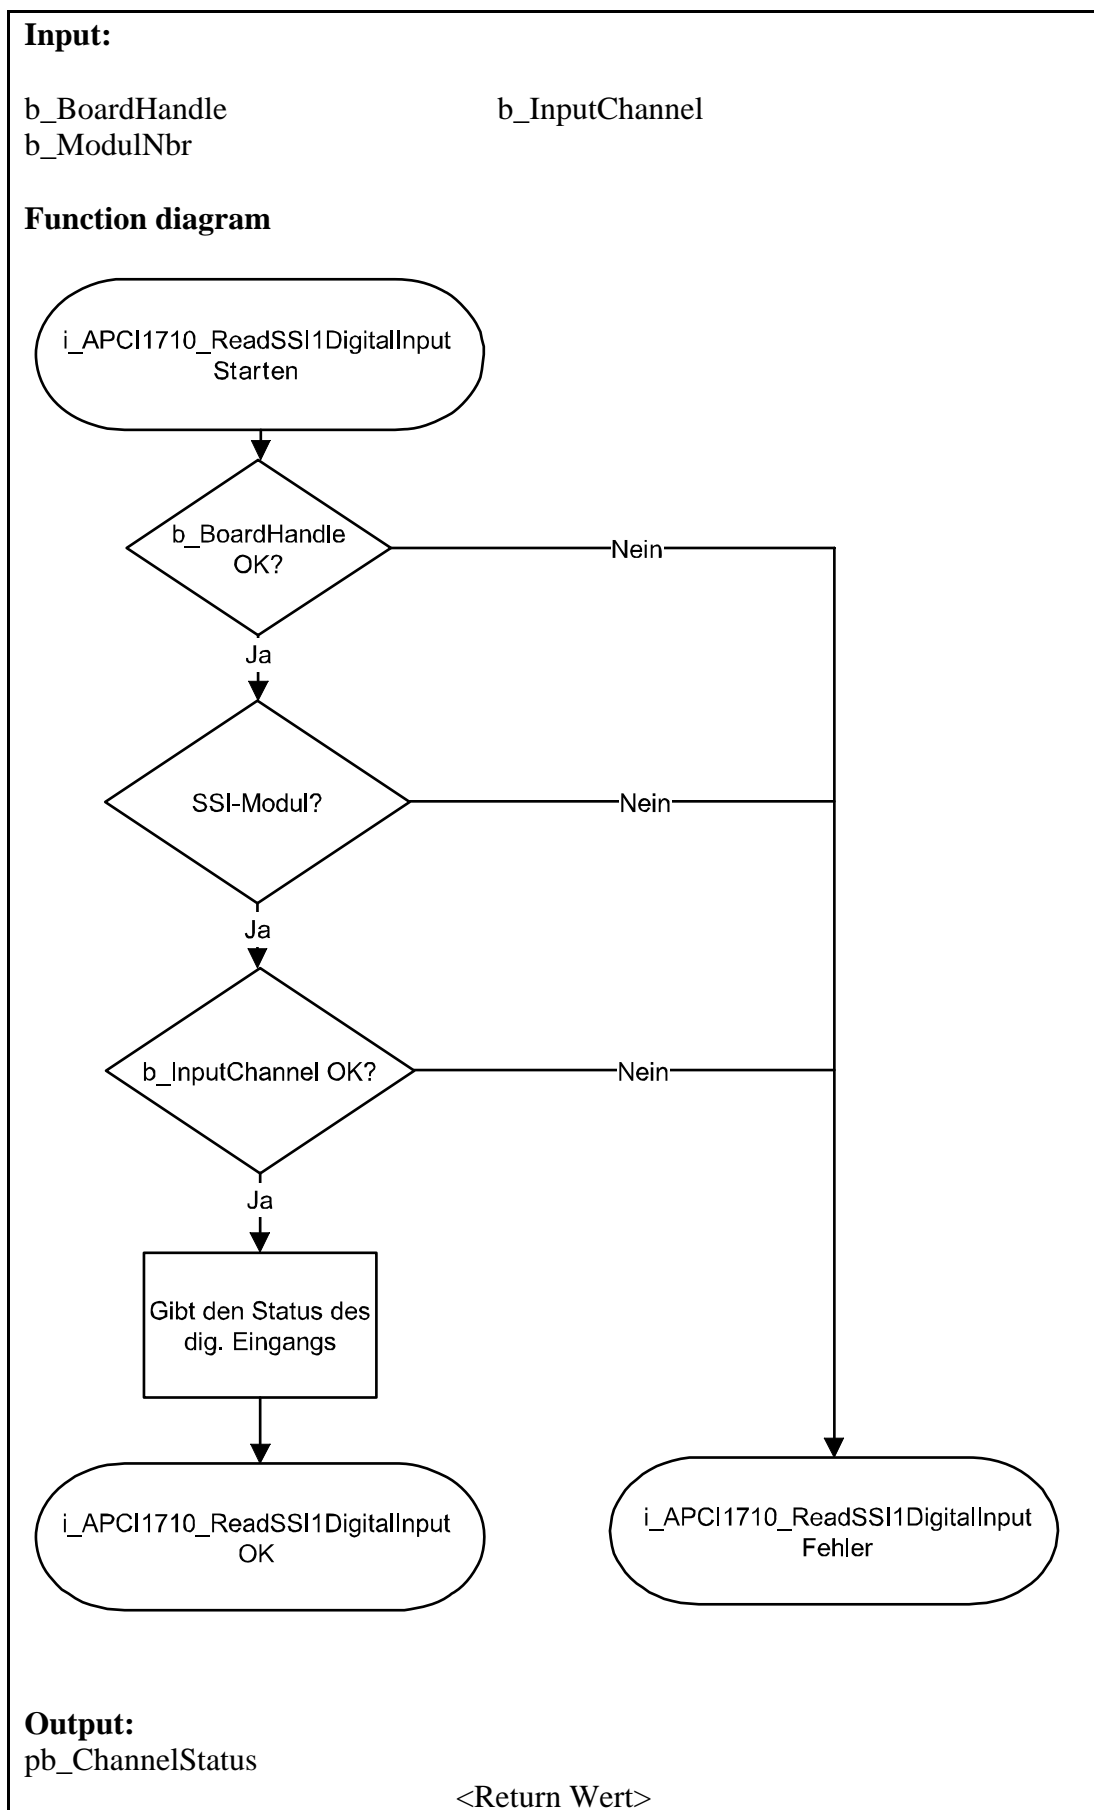 Input:
b_BoardHandle b_InputChannel
b_ModulNbr
Function diagram
i_APCI1710_ReadSSI1DigitalInput
Starten
b_BoardHandle
OK?
Nein
Ja
SSI-Modul?
Nein
Ja
b_InputChannel OK?
Nein
Ja
Gibt den Status des
dig. Eingangs
i_APCI1710_ReadSSI1DigitalInput
OK
i_APCI1710_ReadSSI1DigitalInput
Fehler
Output:
pb_ChannelStatus
<Return Wert>